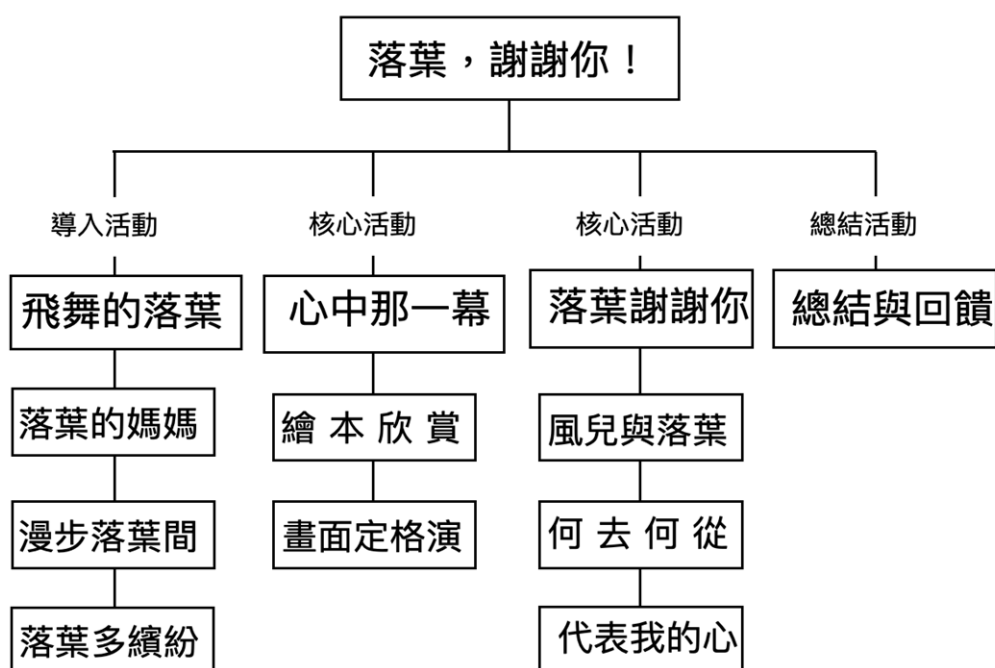 落葉，謝謝你！
導入活動
核心活動
核心活動
總結活動
飛舞的落葉
心中那一幕
落葉謝謝你
總結與回饋
落葉的媽媽
繪本欣賞
風兒與落葉
漫步落葉間
畫面定格演
何去何從
落葉多繽紛
代表我的心